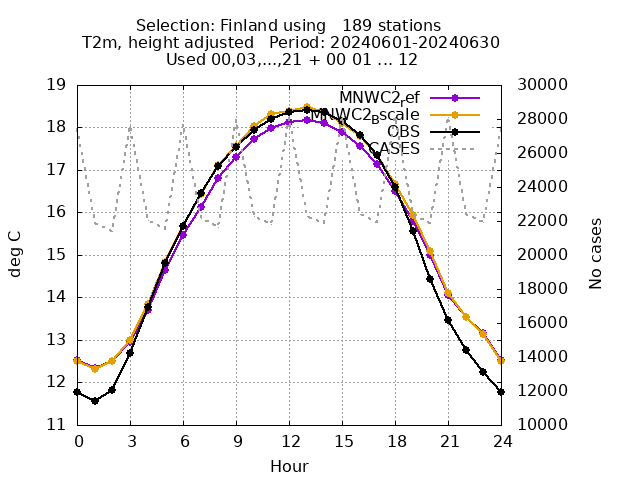 Selection: Finland using 189 stations
T2m, height adjusted Period: 20240601-20240630
Used 00,03,...,21 + 00 01 ... 12
19
18
17
16
15
14
13
12
11
30000
28000
26000
24000
22000
20000
18000
16000
14000
12000
10000
MNWC2ref
MNWC2Bscale
OBS
CASES
deg C
No cases
0 3 6 9 12 15 18 21 24
Hour